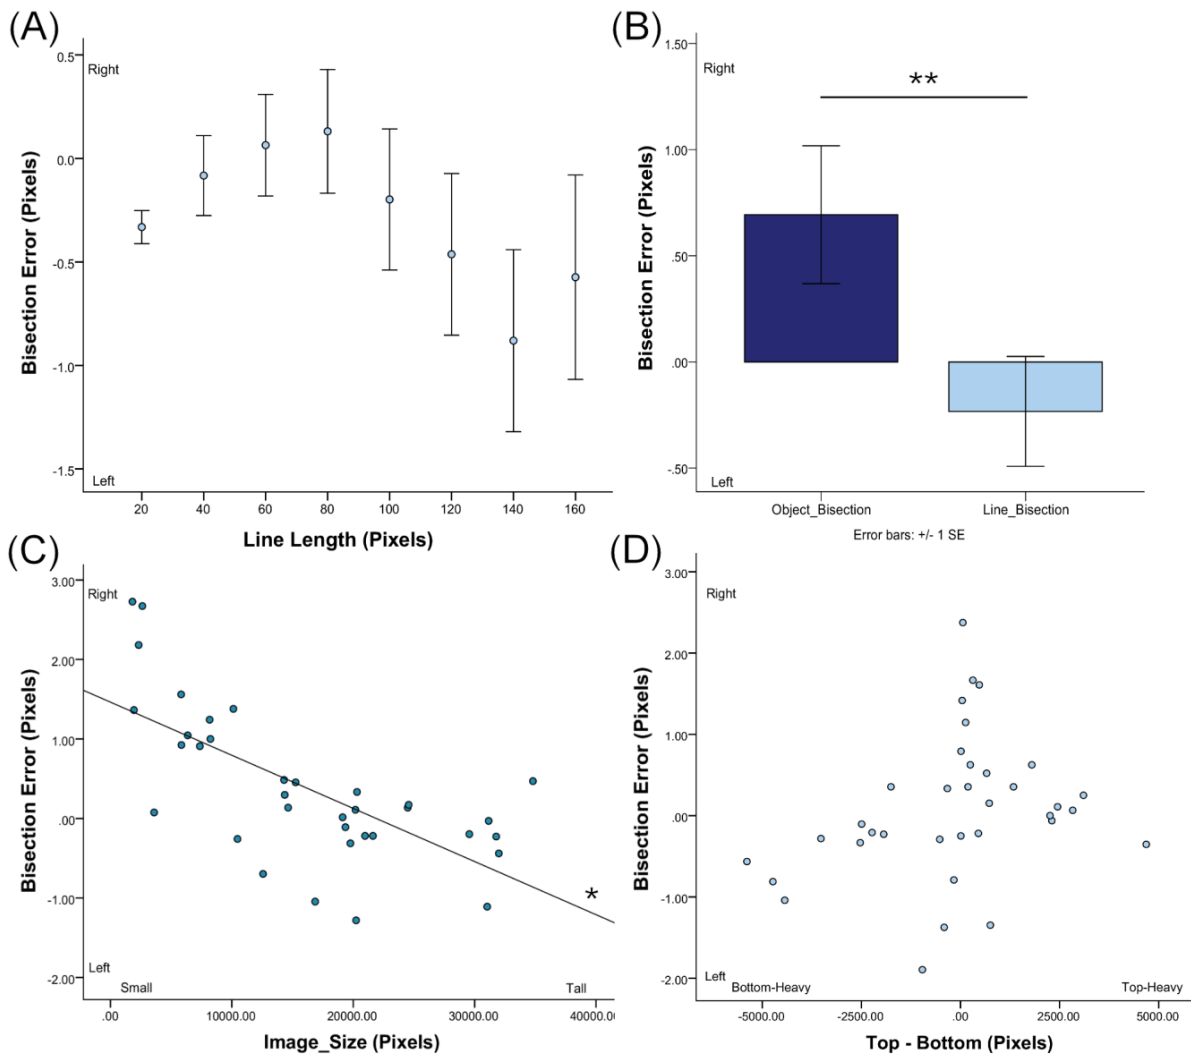 (A)
0.5
Right
0.0
-0.5
-1.0
-1.5
Left
Bisection Error (Pixels)
20 40 60 80 100 120 140 160
Line Length (Pixels)
(B)
1.50
Right
**
1.00
.50
.00
-.50
Left
Bisection Error (Pixels)
Object_Bisection Line_Bisection
Error bars: +/- 1 SE
(C)
3.00
Right
2.00
1.00
.00
-1.00
*
Left
-2.00
Small Tall
Bisection Error (Pixels)
.00 10000.00 20000.00 30000.00 40000.00
Image_Size (Pixels)
(D)
3.00
Right
2.00
1.00
.00
-1.00
Left
-2.00
Bottom-Heavy Top-Heavy
Bisection Error (Pixels)
-5000.00 -2500.00 .00 2500.00 5000.00
Top - Bottom (Pixels)